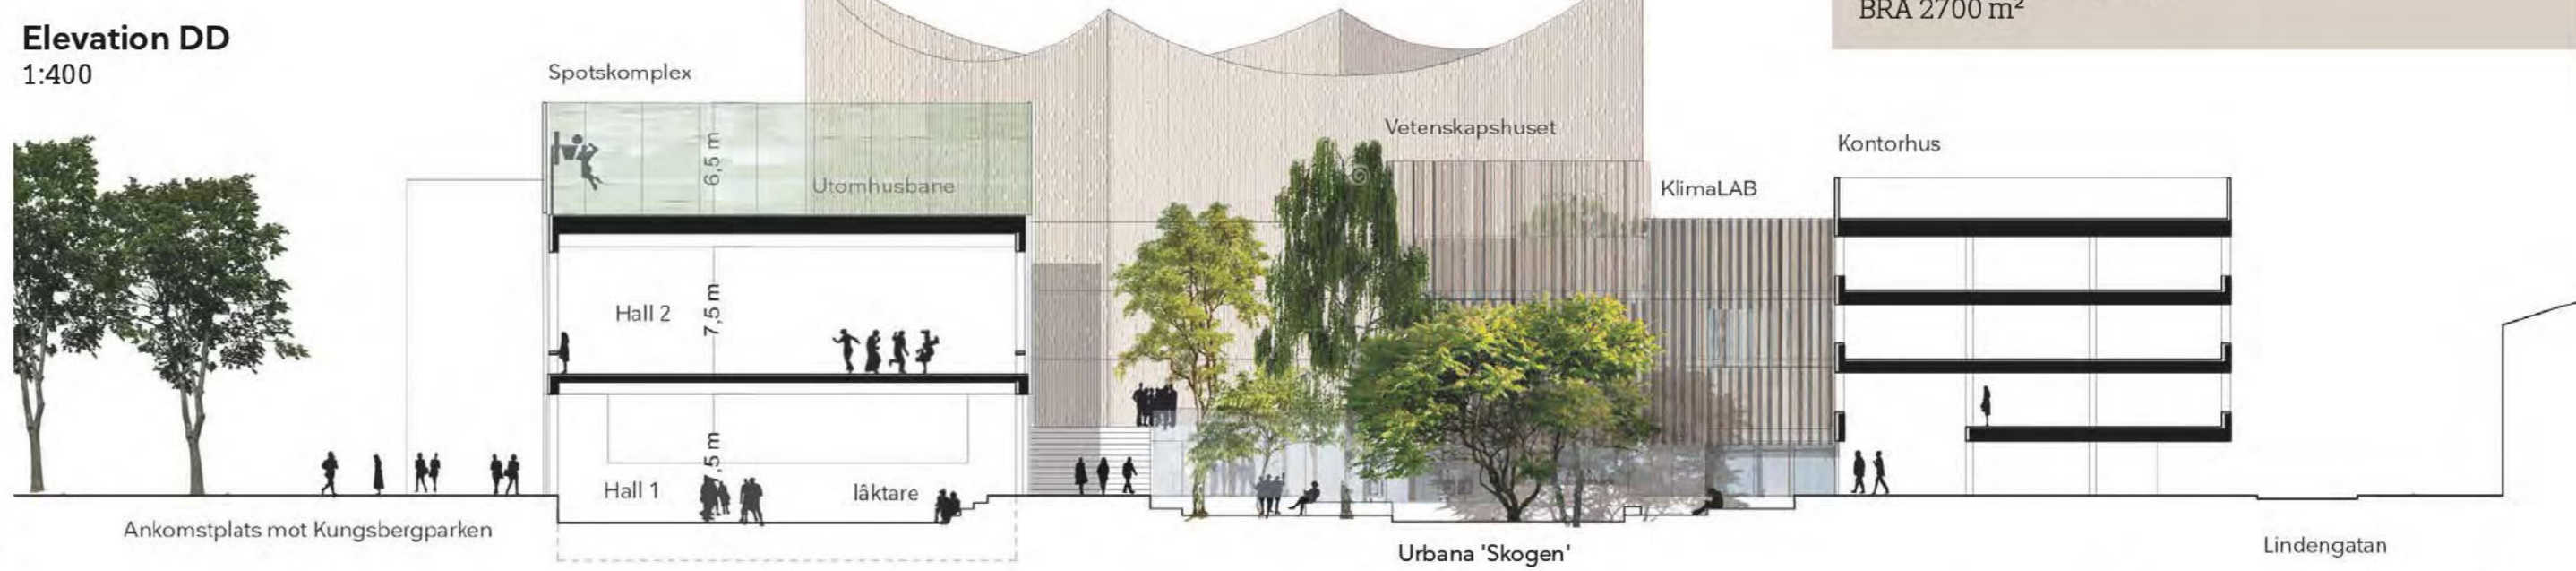 BRA 2700 m²
Elevation DD
1:400
Spotskomplex
6,5 m
Utomhusbane
Vetenskapshuset
Kontorhus
KlimaLAB
Hall 2
7,5 m
,5 m
Hall 1
låktare
Ankomstplats mot Kungsbergparken
Urbana 'Skogen'
Lindengatan